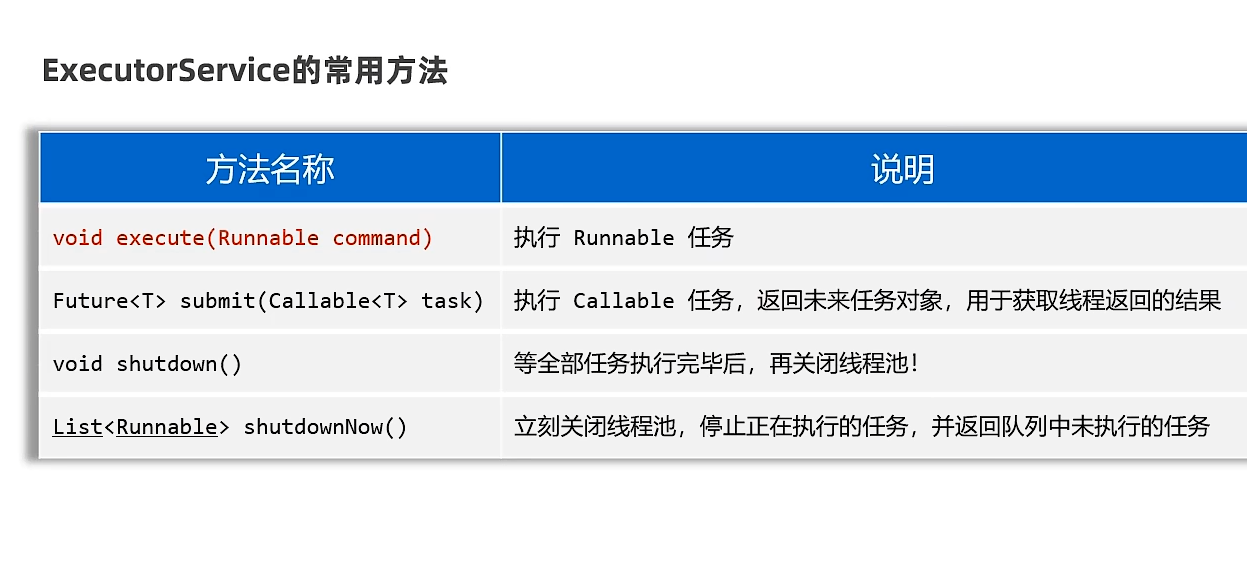 ExecutorService的常用方法
方法名称 说明
void execute(Runnable command) 执行 Runnable 任务
Future<T> submit(Callable<T> task) 执行 Callable 任务，返回未来任务对象，用于获取线程返回的结果
void shutdown() 等全部任务执行完毕后，再关闭线程池！
List<Runnable> shutdownNow() 立刻关闭线程池，停止正在执行的任务，并返回队列中未执行的任务